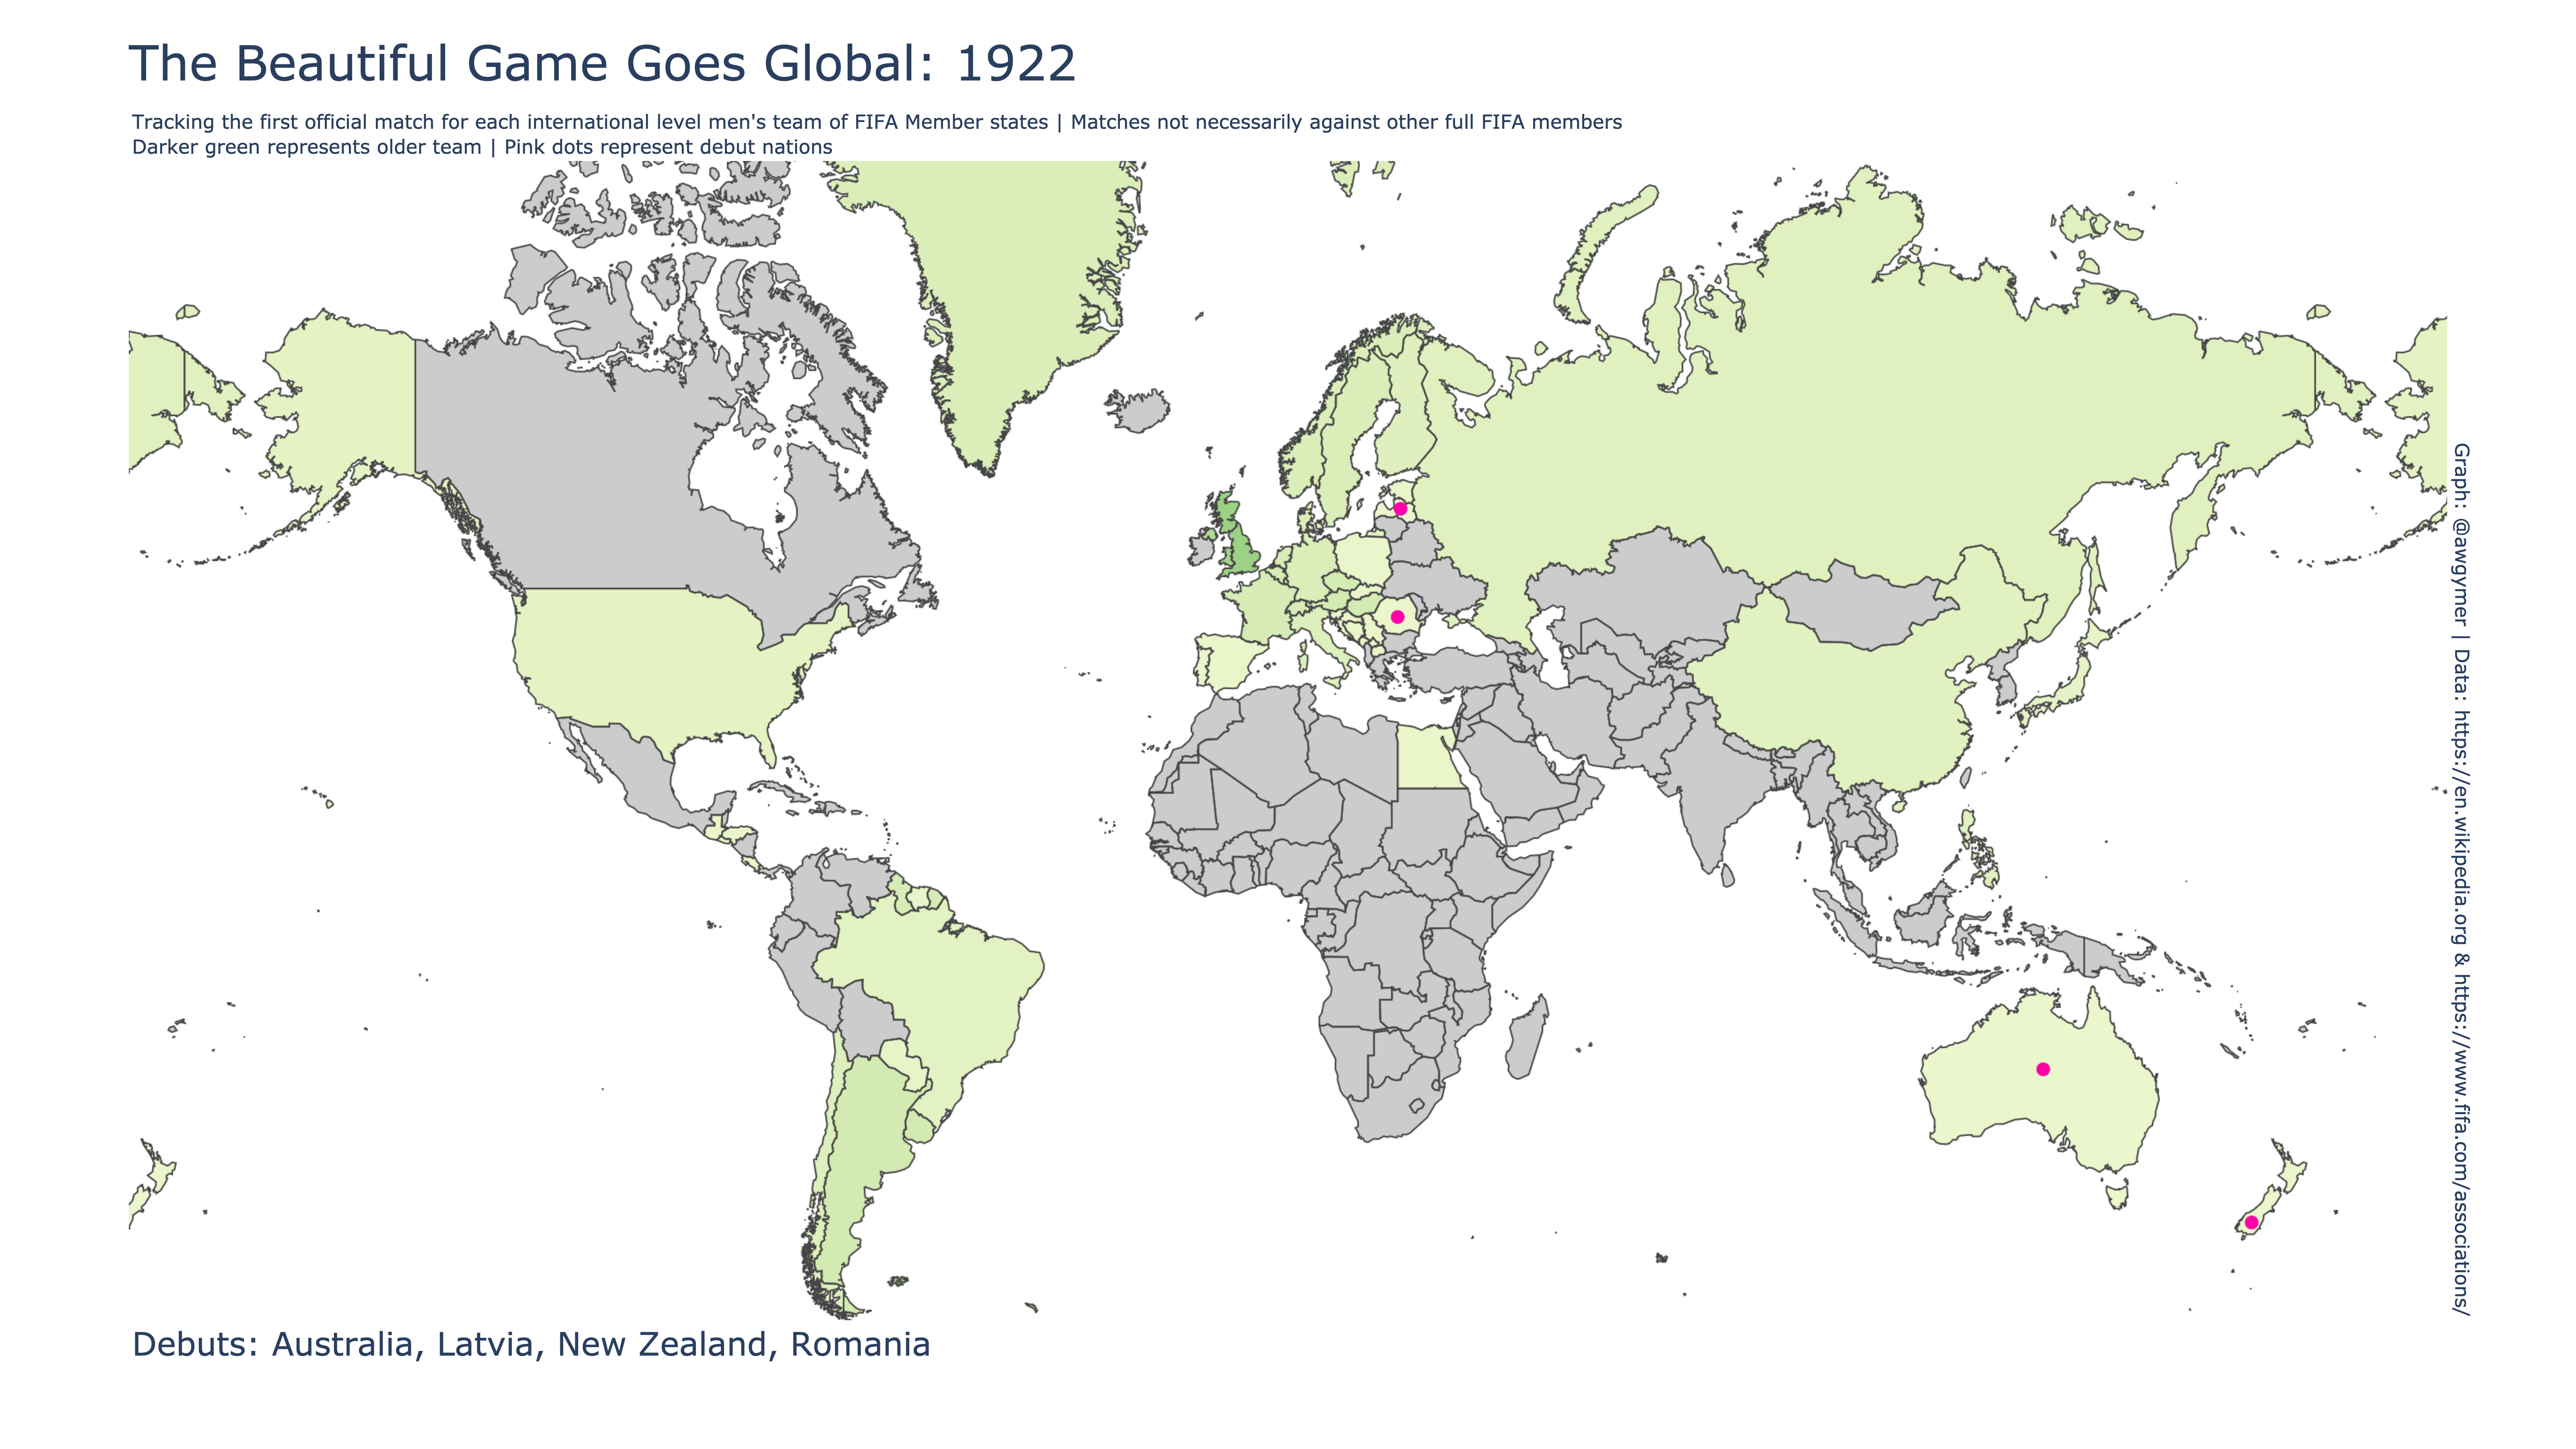 The Beautiful Game Goes Global: 1922
Tracking the first official match for each international level men's team of FIFA Member states | Matches not necessarily against other full FIFA members
Darker green represents older team | Pink dots represent debut nations
Graph: @awgymer | Data: https://en.wikipedia.org & https://www.fifa.com/associations/
Debuts: Australia, Latvia, New Zealand, Romania